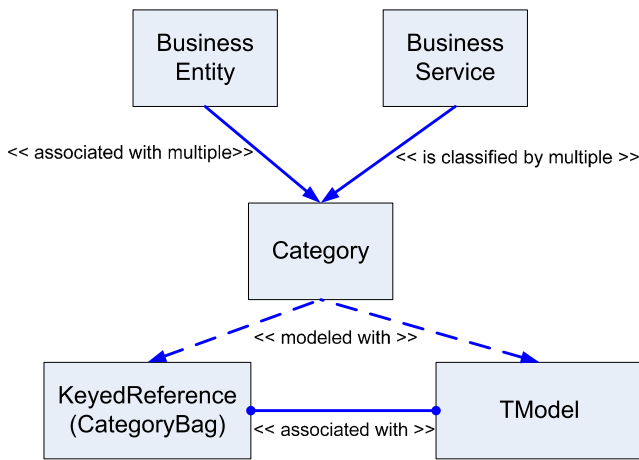 Business
Entity
Business
Service
<< associated with multiple>>
<< is classified by multiple >>
Category
<< modeled with >>
KeyedReference
(CategoryBag)
TModel
<< associated with >>